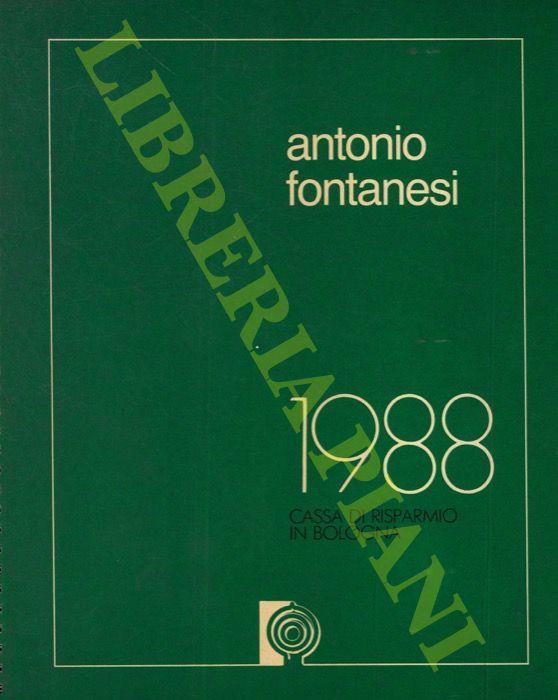 antonio
fontanesi
1988
CASSA DI RISPARMIO
IN BOLOGNA
LIBRERIA PIANI